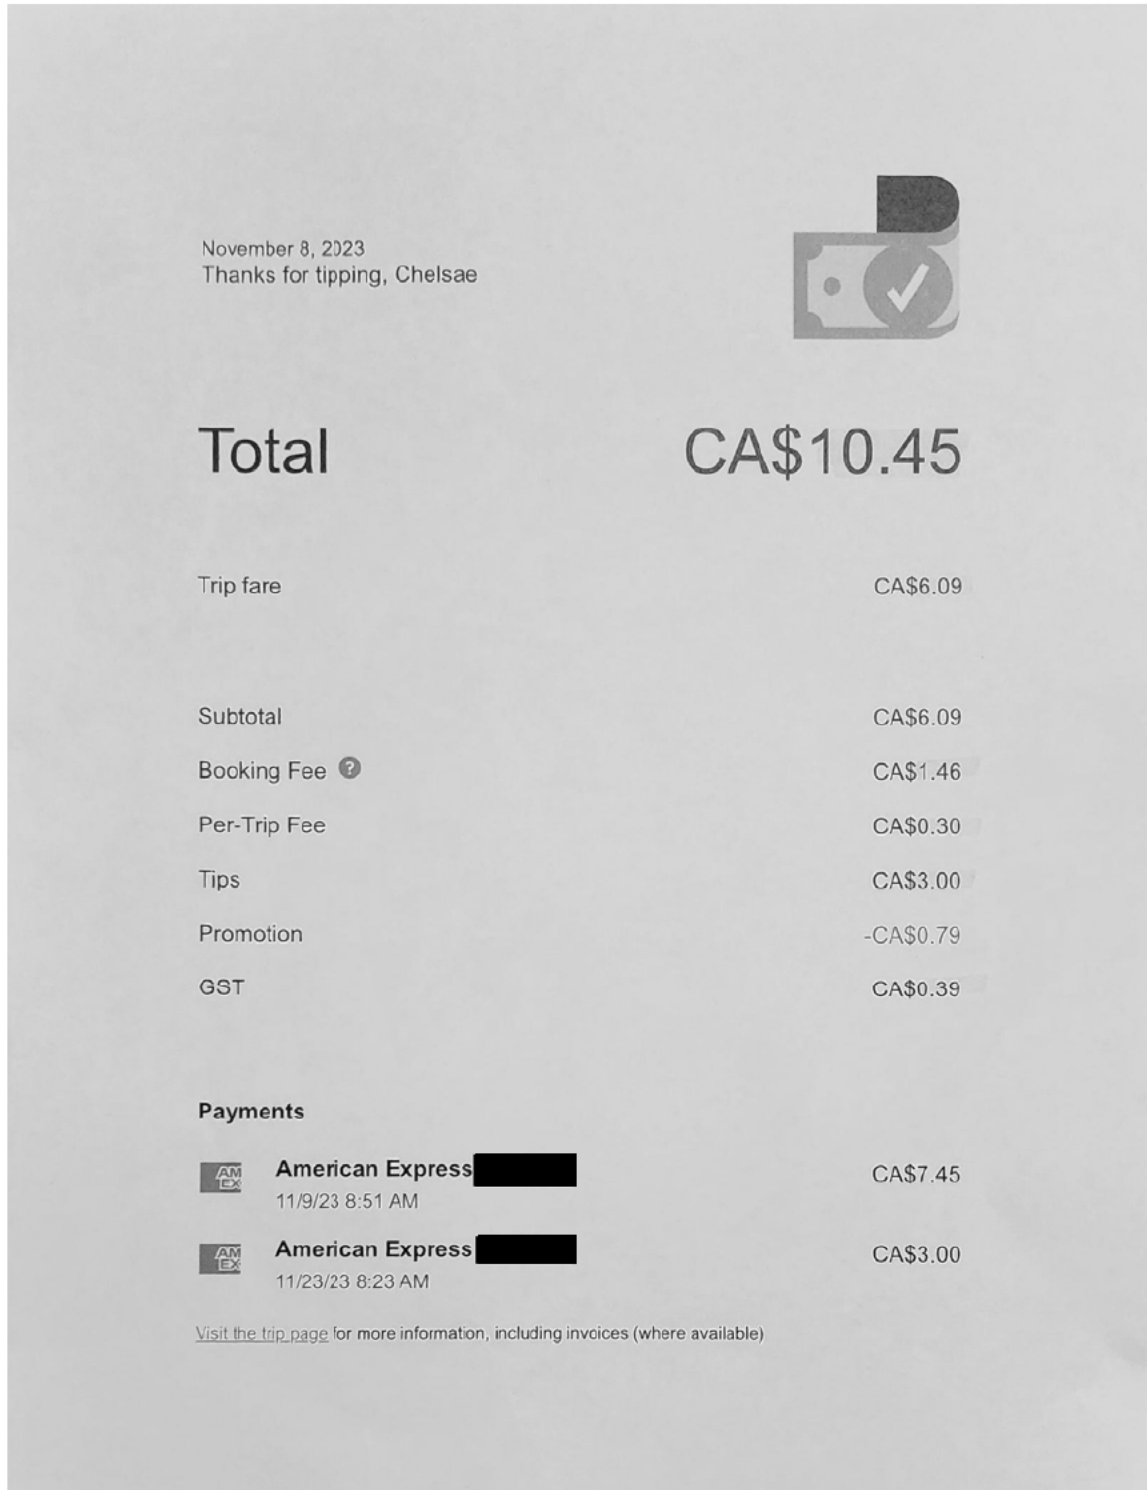 November 8, 2023
Thanks for tipping, Chelsae
Total CA$10.45
Trip fare CA$6.09
Subtotal CA$6.09
Booking Fee ? CA$1.46
Per-Trip Fee CA$0.30
Tips CA$3.00
Promotion -CA$0.79
GST CA$0.39
Payments
AM EX American Express CA$7.45
11/9/23 8:51 AM
AM EX American Express CA$3.00
11/23/23 8:23 AM
Visit the trip page for more information, including invoices (where available)